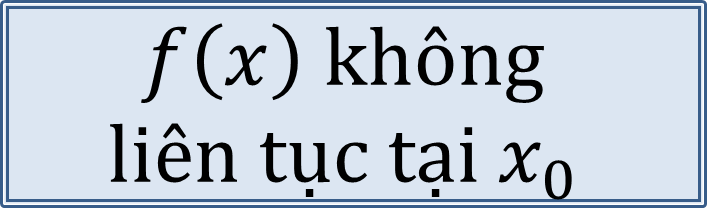 𝑓(𝑥) không
liên tục tại 𝑥₀